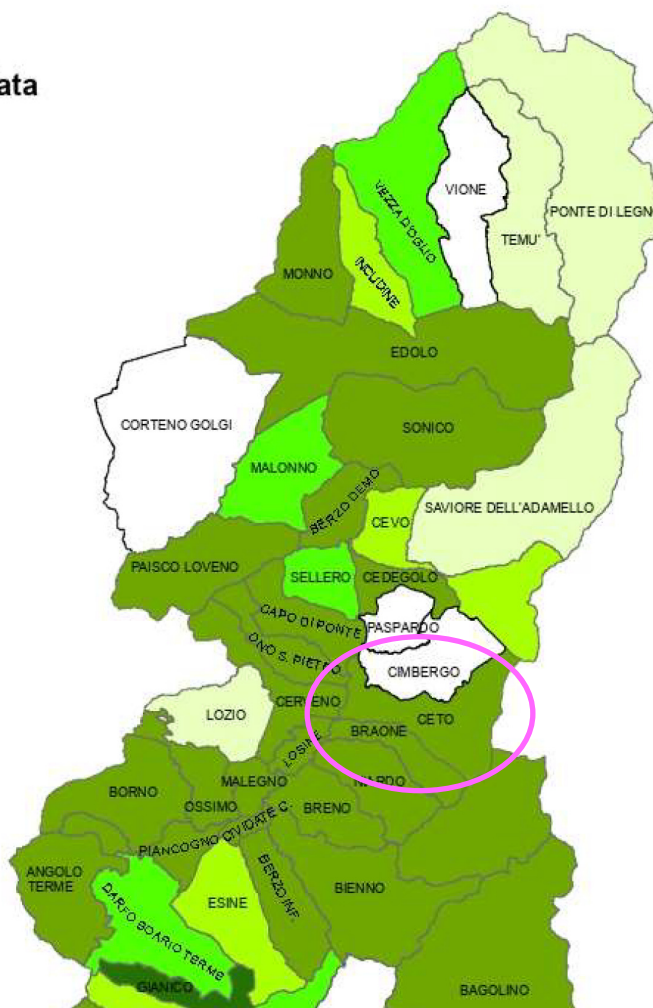 ata
VIONE
VEZZA D'OGLIO
PONTE DI LEGNO
TEMU'
INCUDINE
MONNO
EDOLO
CORTENO GOLGI
SONICO
MALONNO
BERZO DEMO
SAVIORE DELL'ADAMELLO
CEVO
PAISCO LOVENO
SELLERO
CEDEGOLO
CAPO DI PONTE
PASPARDO
ONO S. PIETRO
CIMBERGO
CERVENO
LOZIO
CETO
BRAONE
LOSINE
MALEGNO
NIARDO
BORNO
OSSIMO
BRENO
PIANCOGNO
CIVIDATE C.
ANGOLO
TERME
BERZO INF.
BIENNO
DARFO BOARIO TERME
ESINE
GIANICO
BAGOLINO